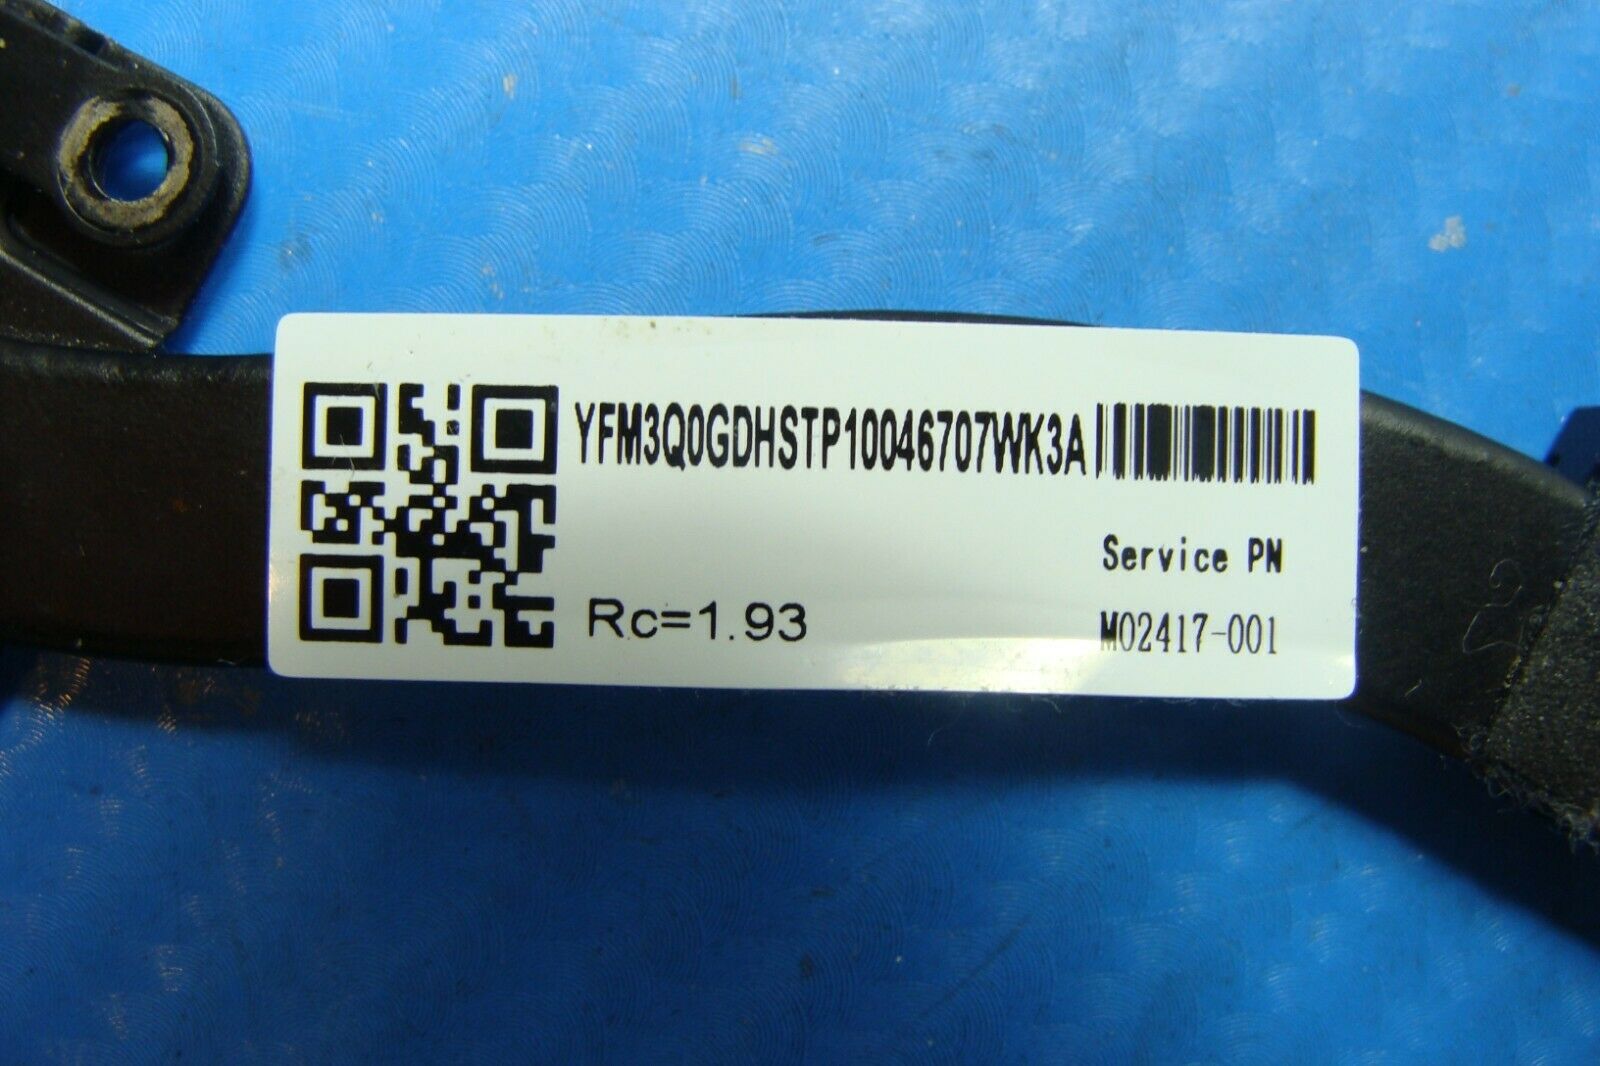 YFM3Q0GDHSTP10046707WK3A
Service PN
Rc=1.93
M02417-001